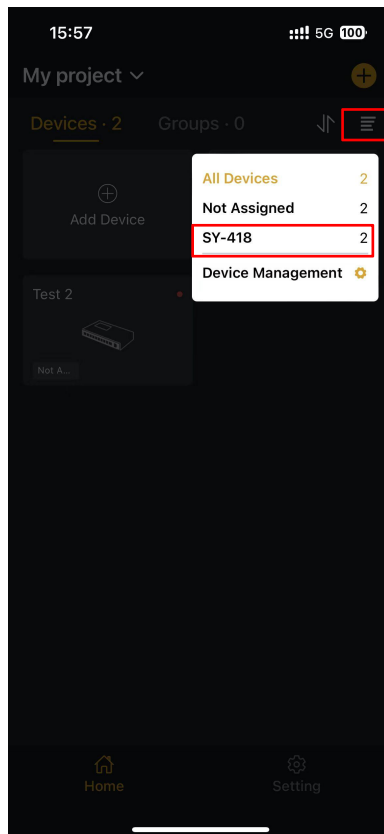 15:57 5G 100
My project
Devices · 2 Groups · 0
All Devices 2
Add Device
Not Assigned 2
SY-418 2
Device Management
Test 2
Not A...
Home Setting